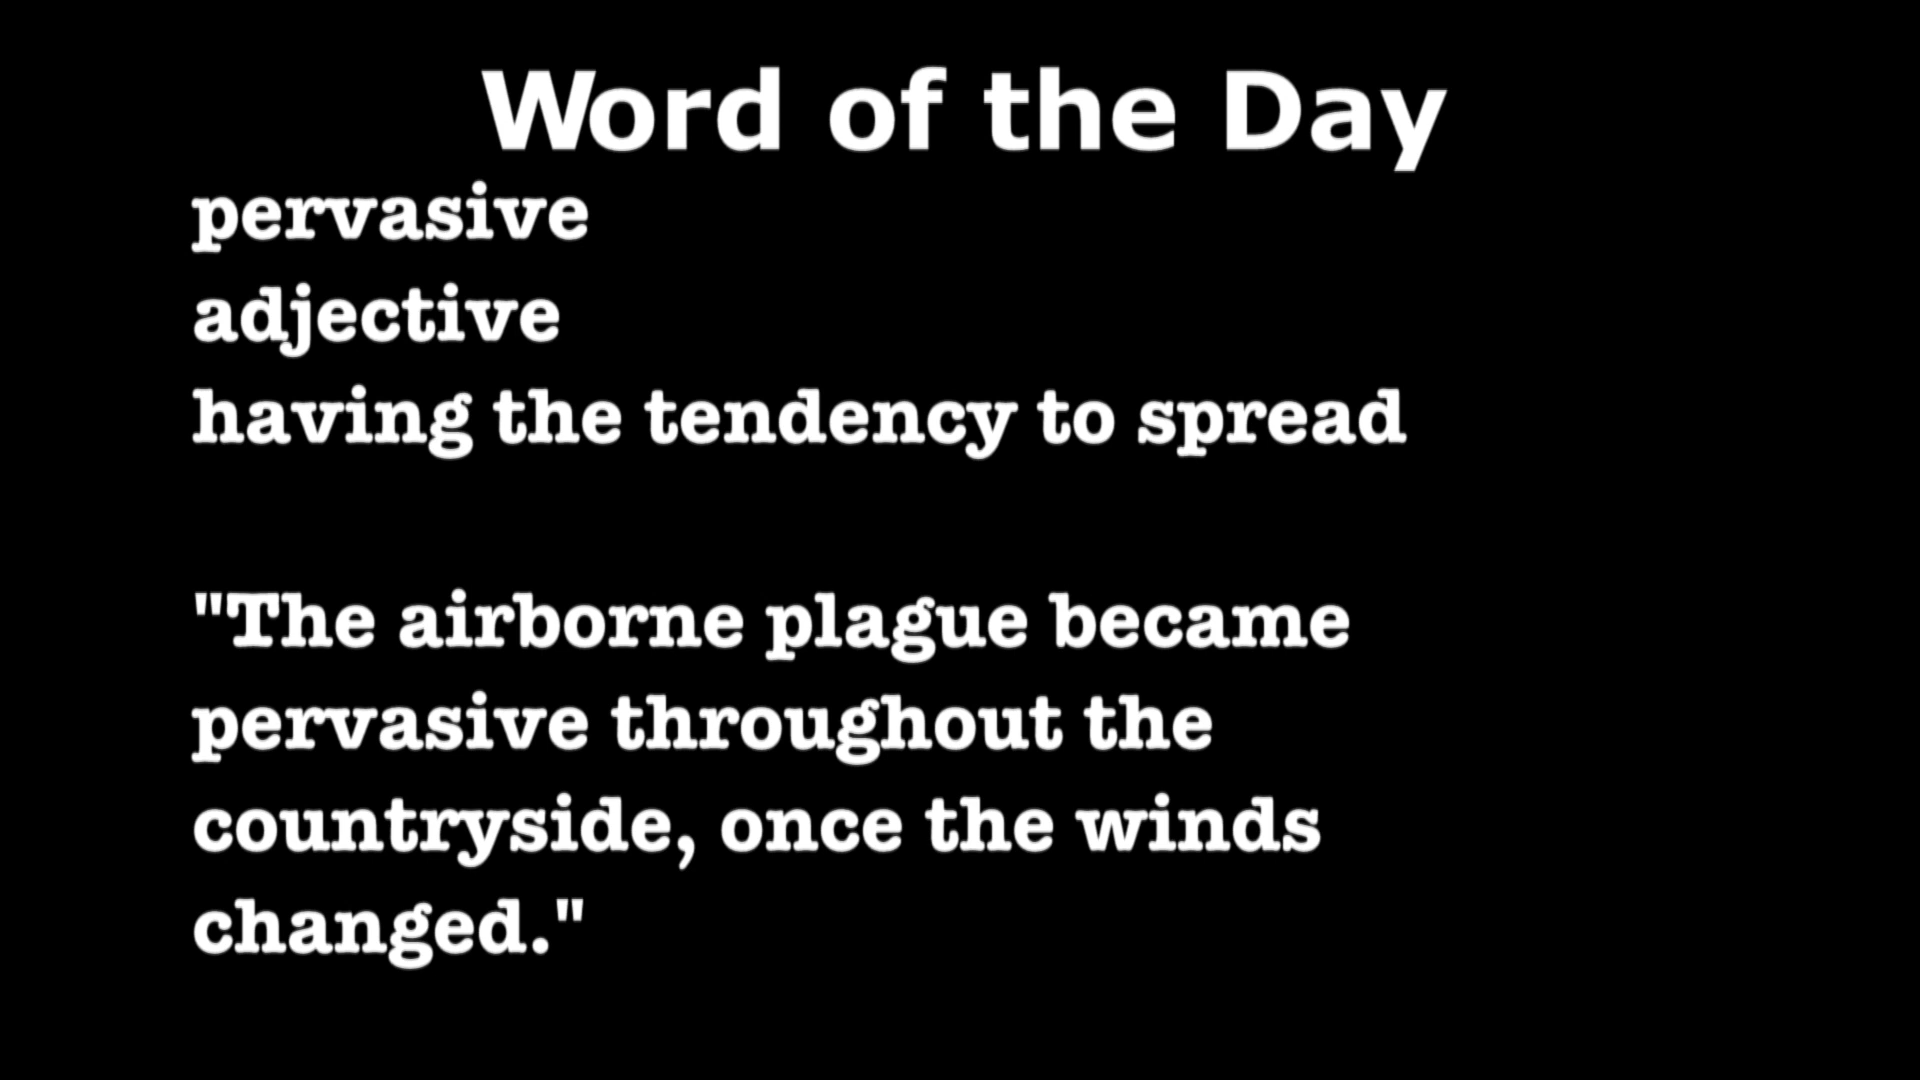 Word of the Day
pervasive
adjective
having the tendency to spread
"The airborne plague became
pervasive throughout the
countryside, once the winds
changed."